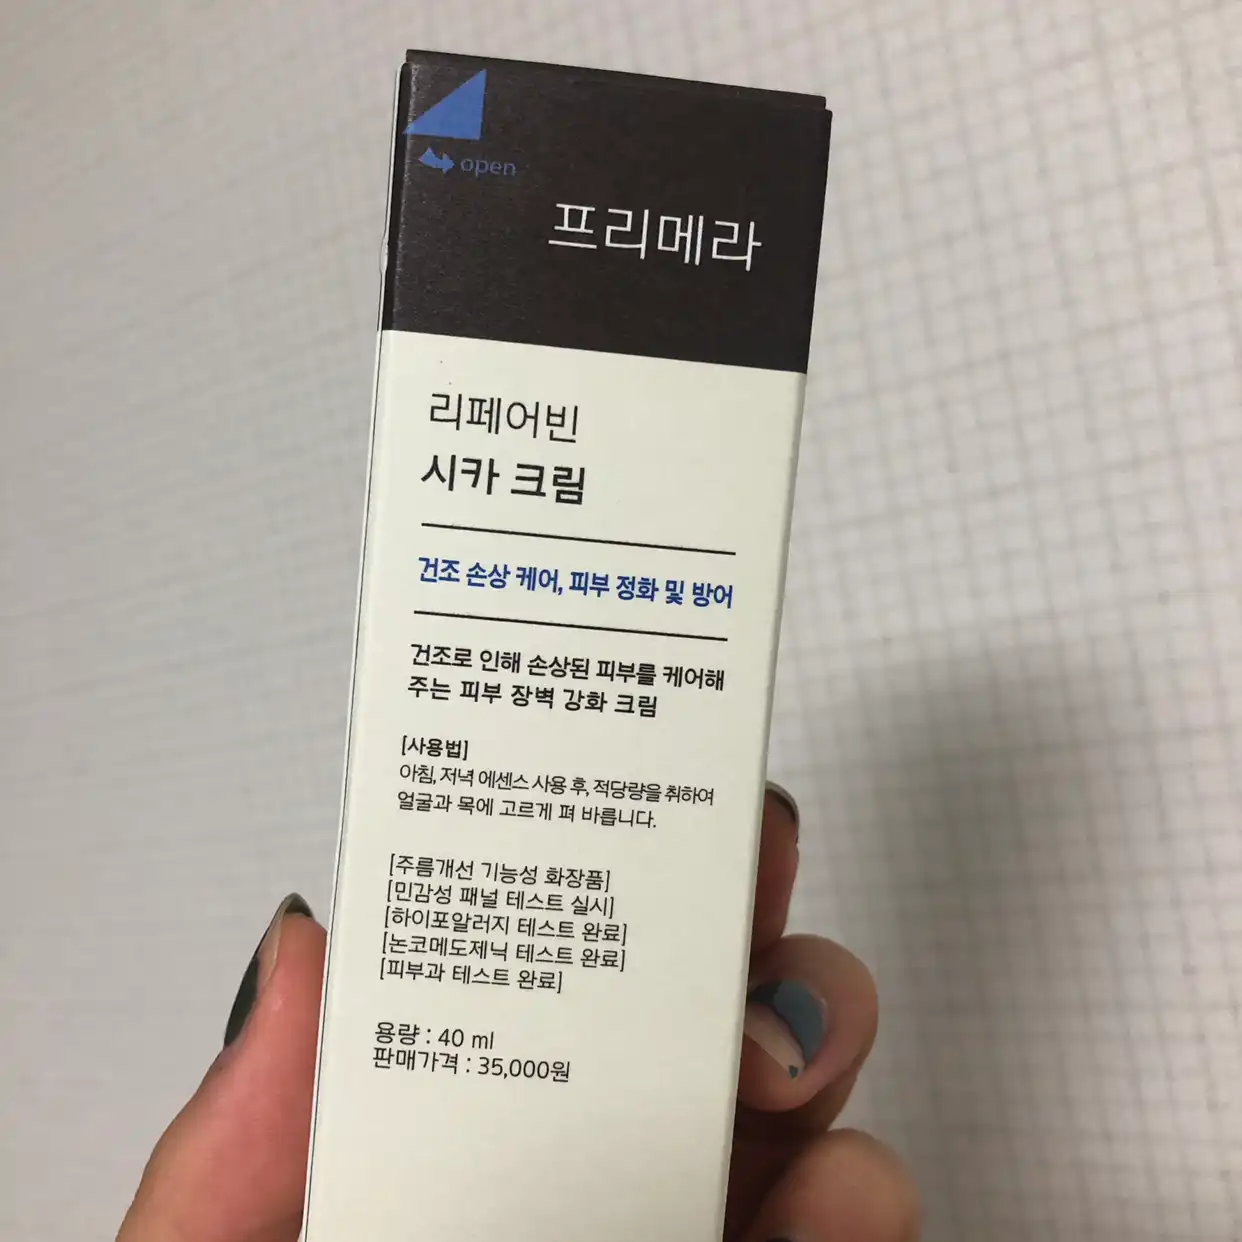 open
프리메라
리페어빈
시카 크림
건조 손상 케어, 피부 정화 및 방어
건조로 인해 손상된 피부를 케어해
주는 피부 장벽 강화 크림
[사용법]
아침, 저녁 에센스 사용 후, 적당량을 취하여
얼굴과 목에 고르게 펴 바릅니다.
[주름개선 기능성 화장품]
[민감성 패널 테스트 실시]
[하이포알러지 테스트 완료]
[논코메도제닉 테스트 완료]
[피부과 테스트 완료]
용량 : 40 ml
판매가격 : 35,000원